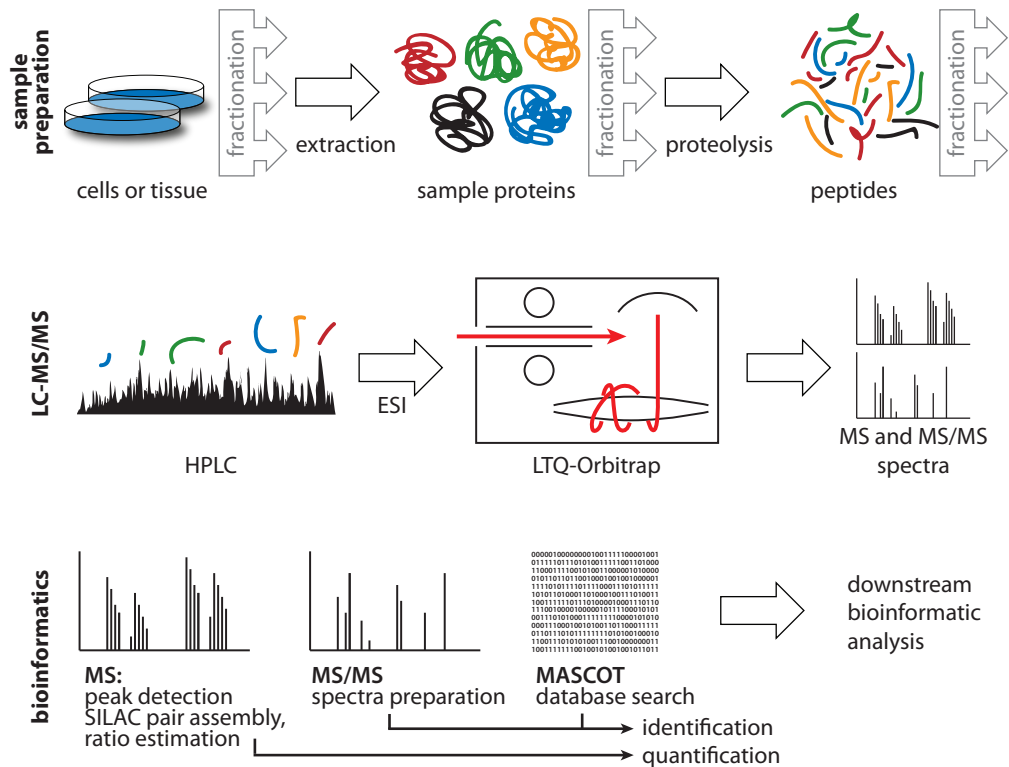 sample
preparation
fractionation
extraction
fractionation
proteolysis
fractionation
cells or tissue
sample proteins
peptides
LC-MS/MS
ESI
HPLC
LTQ-Orbitrap
MS and MS/MS
spectra
bioinformatics
MS:
peak detection
SILAC pair assembly,
ratio estimation
MS/MS
spectra preparation
MASCOT
database search
downstream
bioinformatic
analysis
identification
quantification